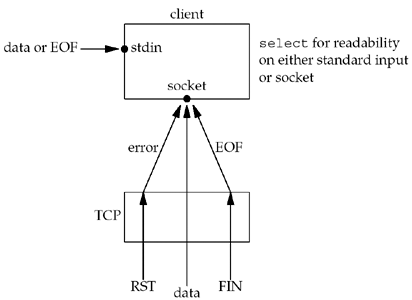 client
data or EOF
stdin
select for readability
on either standard input
or socket
socket
error
EOF
TCP
RST
data
FIN